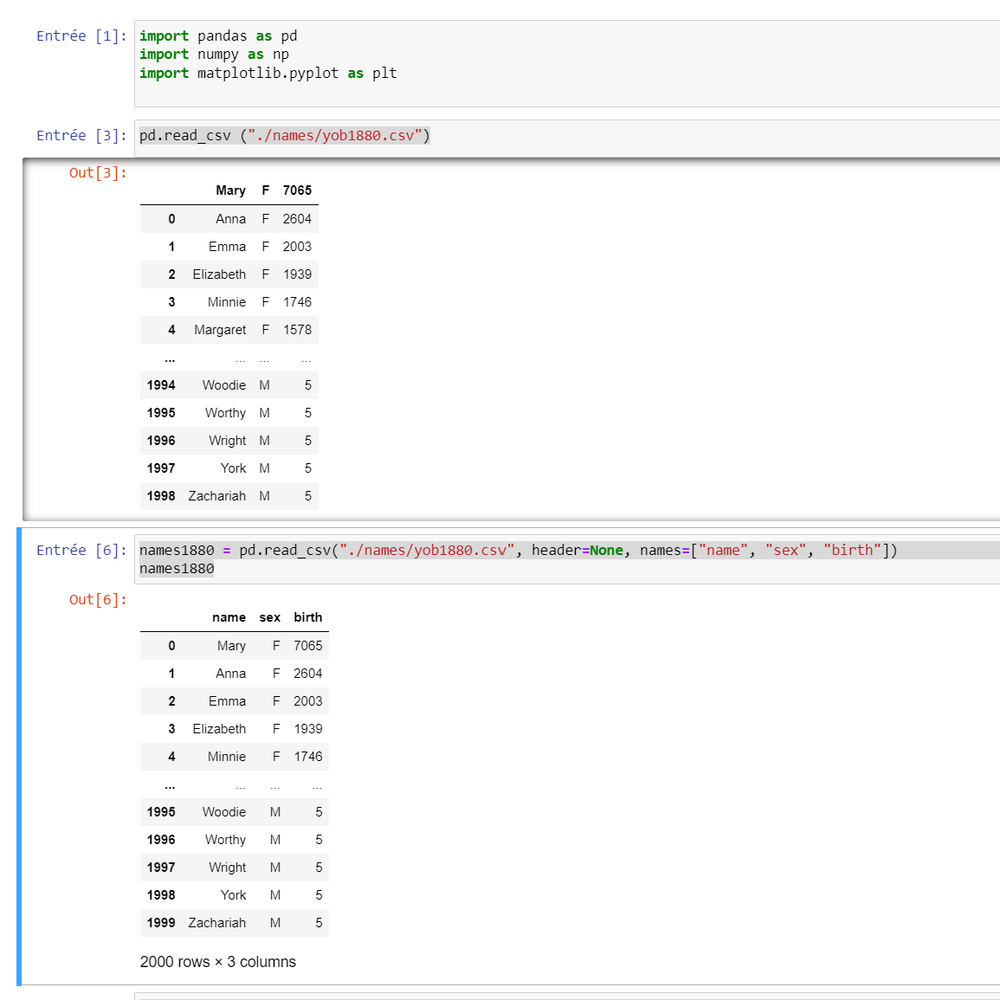 Entrée [1]: import pandas as pd
import numpy as np
import matplotlib.pyplot as plt
Entrée [3]: pd.read_csv ("./names/yob1880.csv")
Out[3]:
Mary F 7065
0 Anna F 2604
1 Emma F 2003
2 Elizabeth F 1939
3 Minnie F 1746
4 Margaret F 1578
... ... ... ...
1994 Woodie M 5
1995 Worthy M 5
1996 Wright M 5
1997 York M 5
1998 Zachariah M 5
Entrée [6]: names1880 = pd.read_csv("./names/yob1880.csv", header=None, names=["name", "sex", "birth"])
names1880
Out[6]:
name sex birth
0 Mary F 7065
1 Anna F 2604
2 Emma F 2003
3 Elizabeth F 1939
4 Minnie F 1746
... ... ... ...
1995 Woodie M 5
1996 Worthy M 5
1997 Wright M 5
1998 York M 5
1999 Zachariah M 5
2000 rows × 3 columns